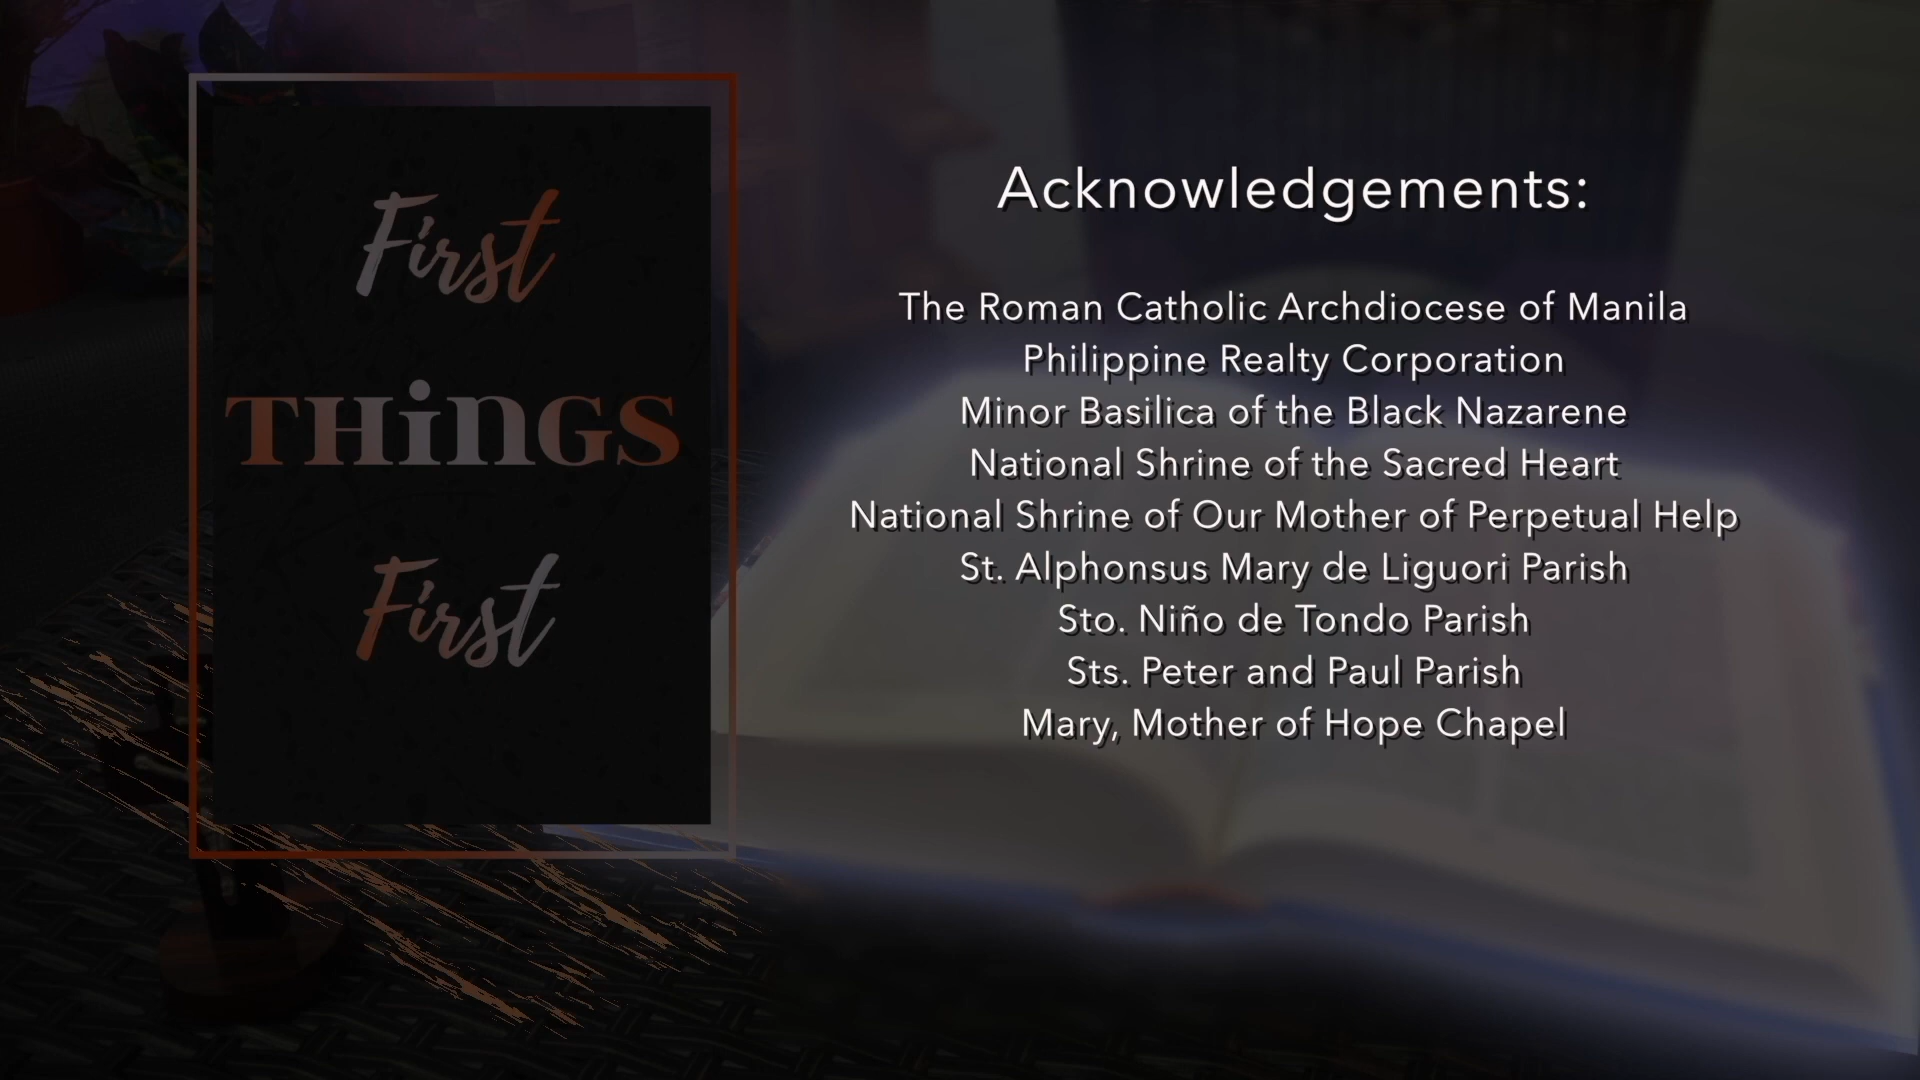 First
THiNGS
First
Acknowledgements:
The Roman Catholic Archdiocese of Manila
Philippine Realty Corporation
Minor Basilica of the Black Nazarene
National Shrine of the Sacred Heart
National Shrine of Our Mother of Perpetual Help
St. Alphonsus Mary de Liguori Parish
Sto. Niño de Tondo Parish
Sts. Peter and Paul Parish
Mary, Mother of Hope Chapel